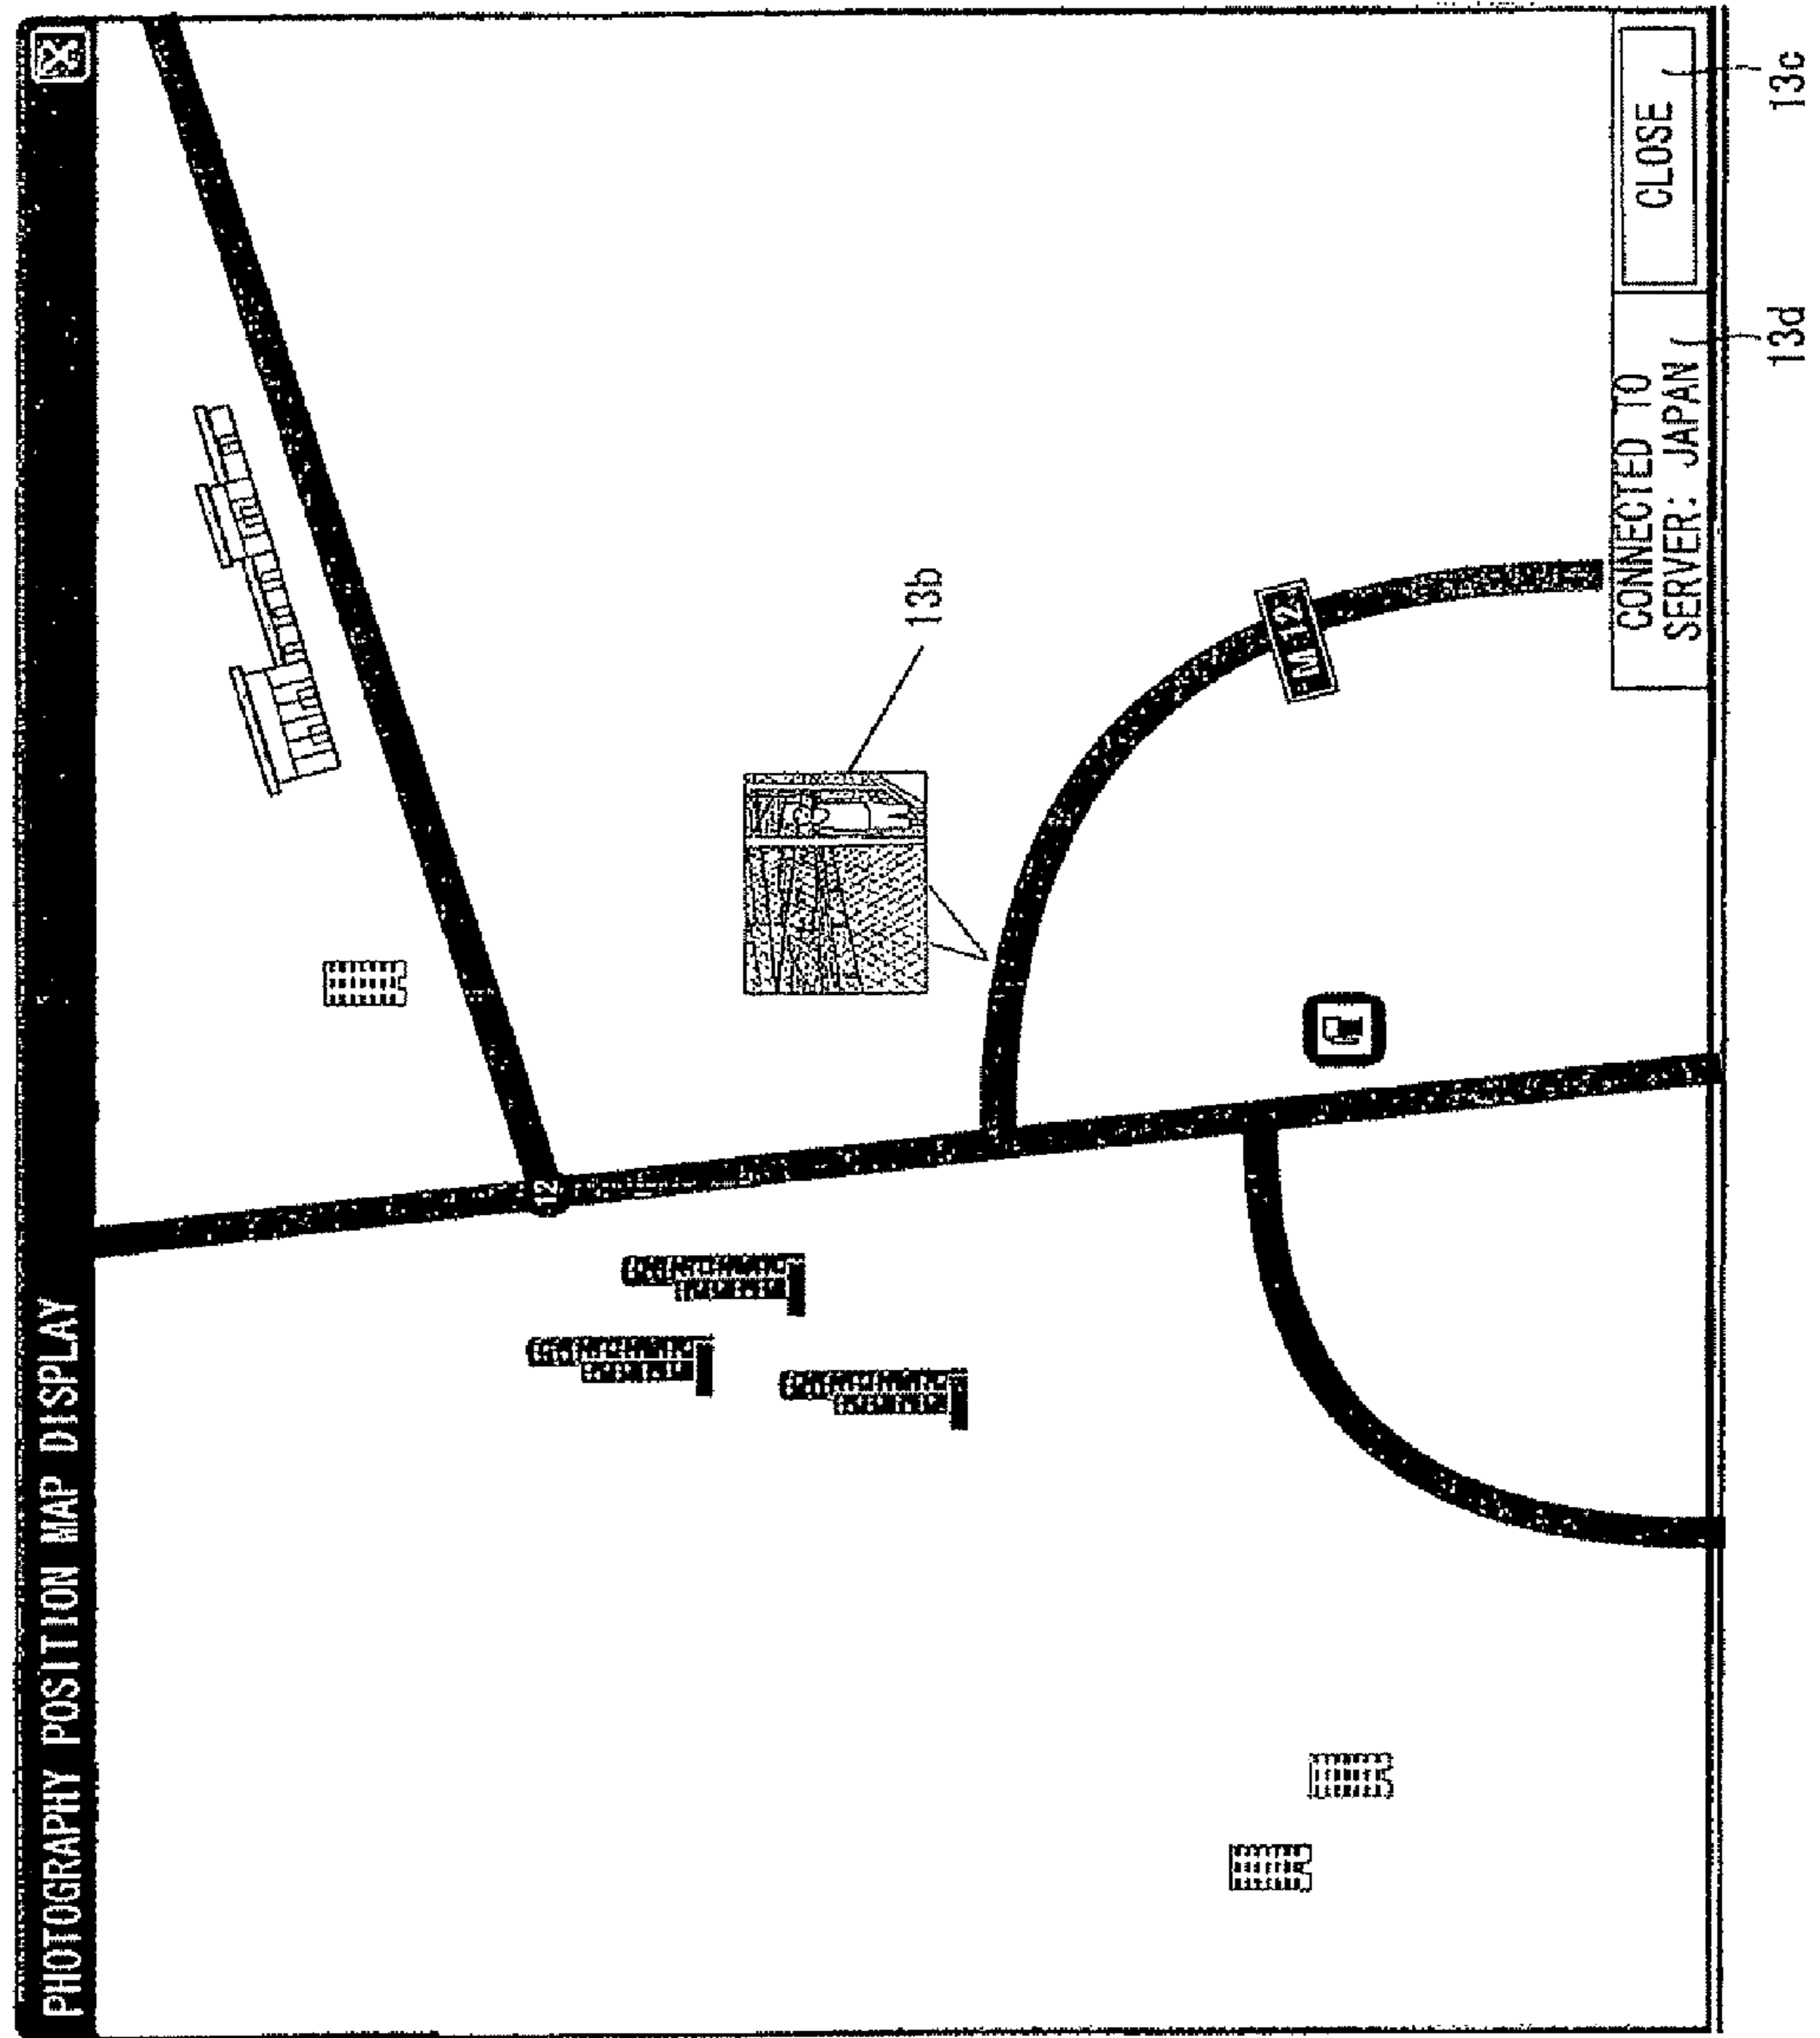 PHOTOGRAPHY POSITION MAP DISPLAY
12
13b
M12
CONNECTED TO
SERVER: JAPAN
CLOSE
13d
13c